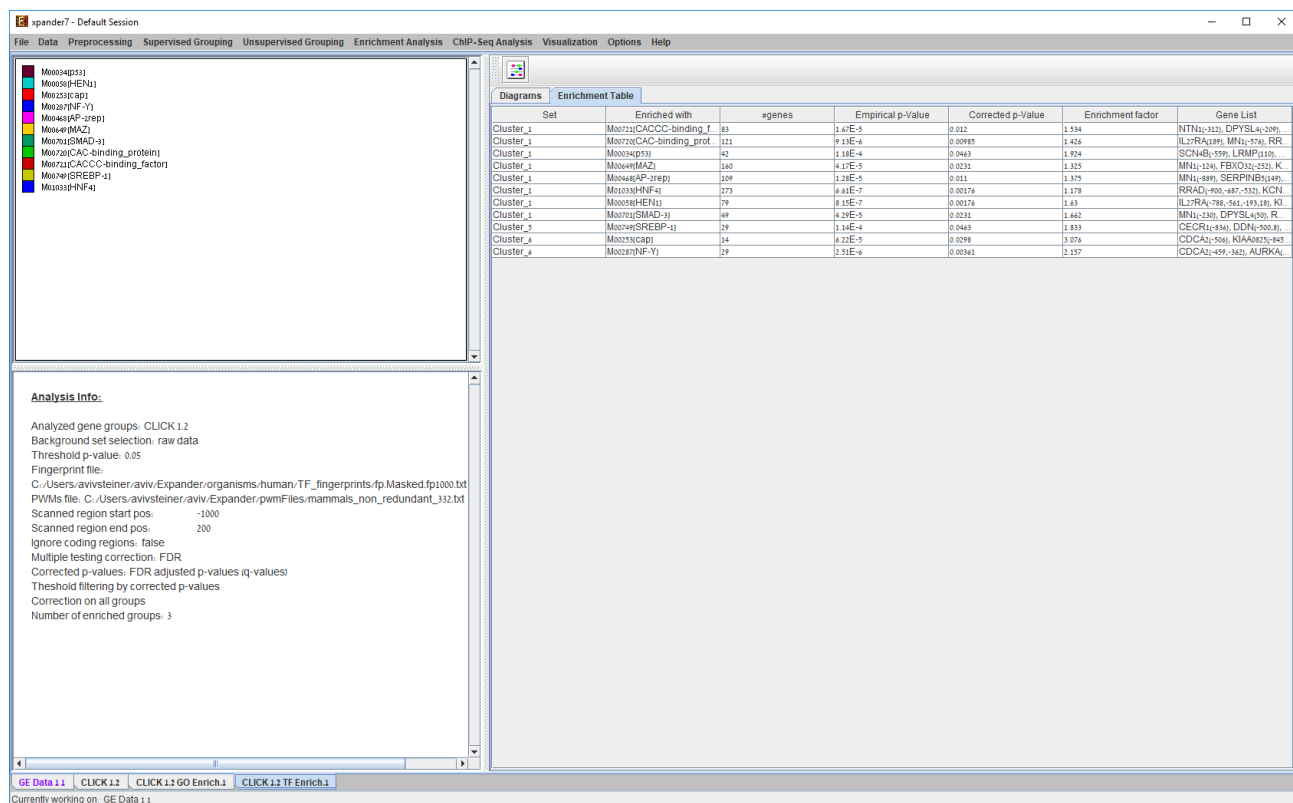 xpander7 - Default Session
File Data Preprocessing Supervised Grouping Unsupervised Grouping Enrichment Analysis ChIP-Seq Analysis Visualization Options Help
M00034[p53]
M00058[HEN1]
M00253[cap]
M00287[NF-Y]
M00468[AP-2rep]
M00649[MAZ]
M00701[SMAD-3]
M00720[CAC-binding_protein]
M00721[CACCC-binding_factor]
M00749[SREBP-1]
M01033[HNF4]
Analysis Info:
Analyzed gene groups: CLICK 1.2
Background set selection: raw data
Threshold p-value: 0.05
Fingerprint file:
C:/Users/avivsteiner/aviv/Expander/organisms/human/TF_fingerprints/fp.Masked.fp1000.txt
PWMs file: C:/Users/avivsteiner/aviv/Expander/pwmFiles/mammals_non_redundant_332.txt
Scanned region start pos: -1000
Scanned region end pos: 200
Ignore coding regions: false
Multiple testing correction: FDR
Corrected p-values: FDR adjusted p-values (q-values)
Theshold filtering by corrected p-values
Correction on all groups
Number of enriched groups: 3
Diagrams Enrichment Table
Set Enriched with #genes Empirical p-Value Corrected p-Value Enrichment factor Gene List
Cluster_1 M00721[CACCC-binding_f... 83 1.67E-5 0.012 1.534 NTN1(-312), DPYSL4(-209), ...
Cluster_1 M00720[CAC-binding_prot... 121 9.13E-6 0.00985 1.426 IL27RA(189), MN1(-576), RR...
Cluster_1 M00034[p53] 42 1.18E-4 0.0463 1.924 SCN4B(-559), LRMP(110), ...
Cluster_1 M00649[MAZ] 160 4.17E-5 0.0231 1.325 MN1(-124), FBXO32(-252), K...
Cluster_1 M00468[AP-2rep] 109 1.28E-5 0.011 1.375 MN1(-889), SERPINB5(149),...
Cluster_1 M01033[HNF4] 273 6.61E-7 0.00176 1.178 RRAD(-900,-687,-532), KCN...
Cluster_1 M00058[HEN1] 79 8.15E-7 0.00176 1.63 IL27RA(-788,-561,-193,18), KI...
Cluster_1 M00701[SMAD-3] 49 4.29E-5 0.0231 1.662 MN1(-230), DPYSL4(50), R...
Cluster_5 M00749[SREBP-1] 29 1.14E-4 0.0463 1.833 CECR1(-836), DDN(-500,8), ...
Cluster_6 M00253[cap] 14 6.22E-5 0.0298 3.076 CDCA2(-506), KIAA0825(-845...
Cluster_6 M00287[NF-Y] 29 2.51E-6 0.00361 2.157 CDCA2(-459,-362), AURKA(...
GE Data 1 1 CLICK 1.2 CLICK 1.2 GO Enrich.1 CLICK 1.2 TF Enrich.1
Currently working on: GE Data 1 1